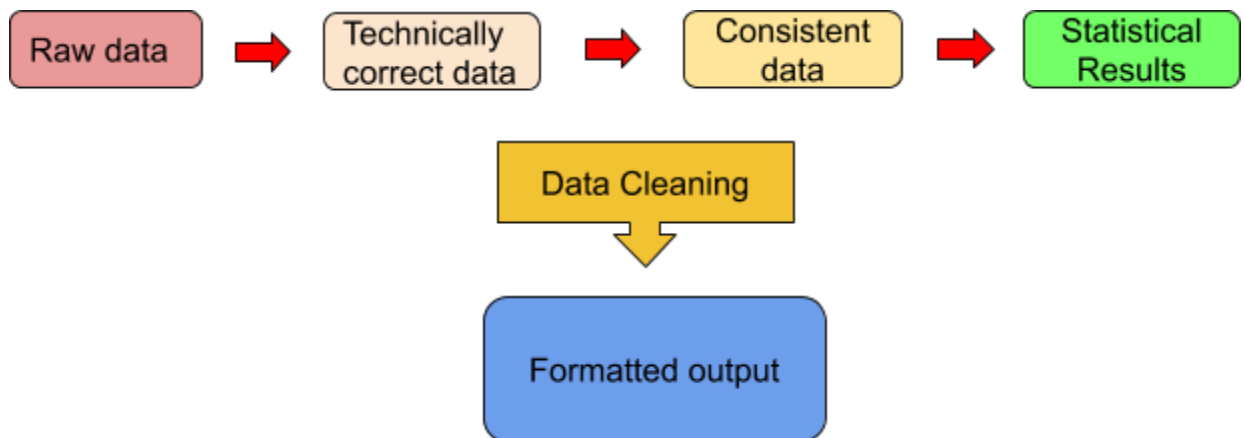 Raw data
Technically
correct data
Consistent
data
Statistical
Results
Data Cleaning
Formatted output